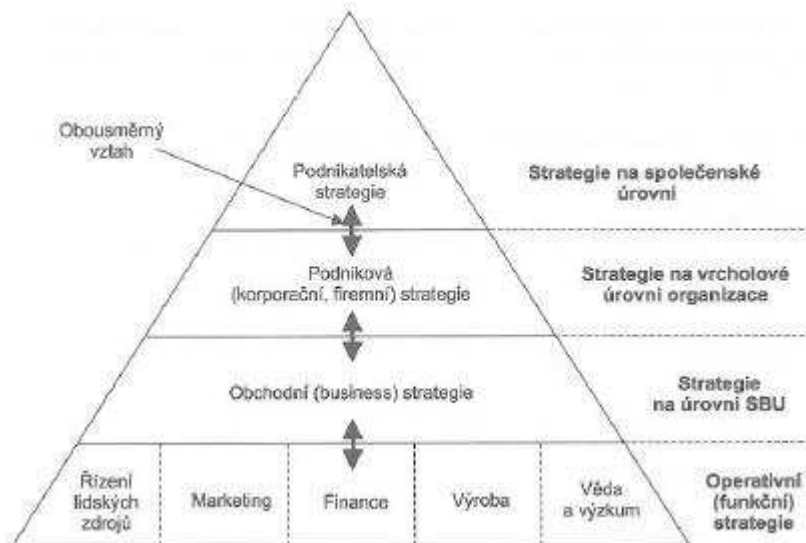 Obousměrný
vztah
Podnikatelská
strategie
Strategie na společenské
úrovni
Podniková
(korporační, firemní) strategie
Strategie na vrcholové
úrovni organizace
Obchodní (business) strategie
Strategie
na úrovni SBU
Řízení
lidských
zdrojů
Marketing
Finance
Výroba
Věda
a výzkum
Operativní
(funkční)
strategie